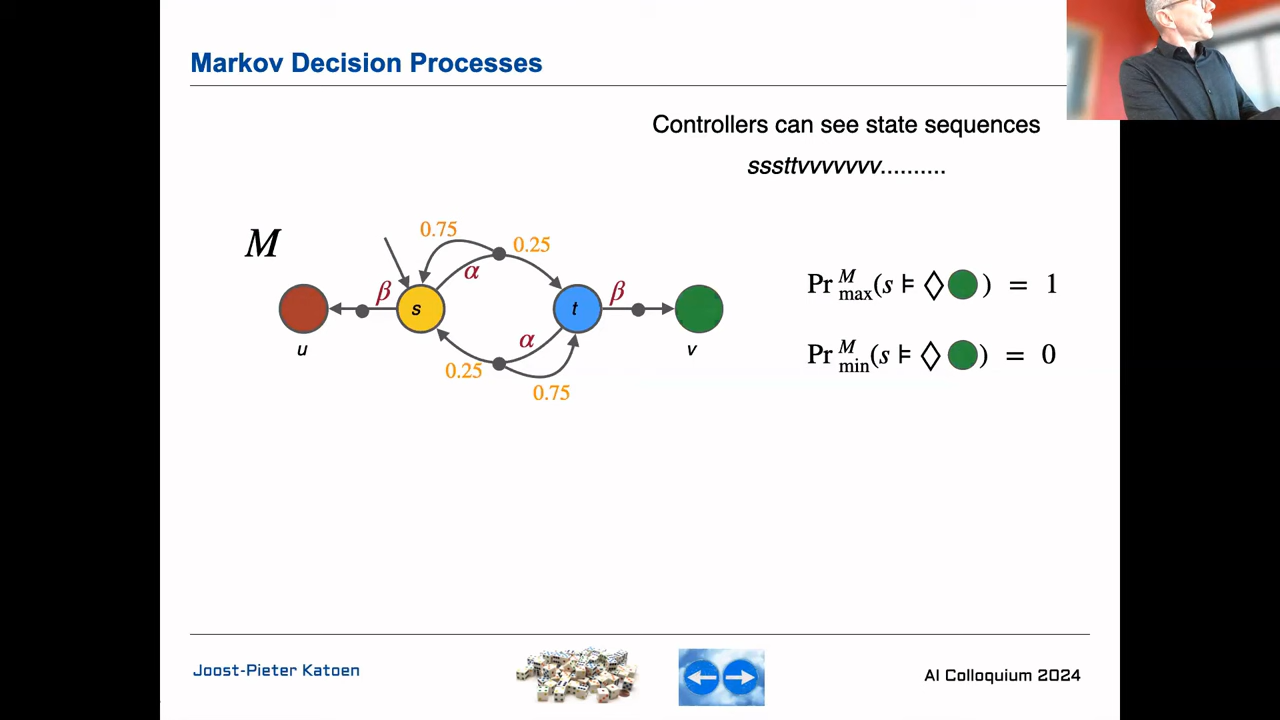 Markov Decision Processes
Controllers can see state sequences
sssttvvvvvvv..........
M
0.75
0.25
α
β
s
t
β
u
v
α
0.25
0.75
Pr M max (s ⊨ ◇ ) = 1
Pr M min (s ⊨ ◇ ) = 0
Joost-Pieter Katoen
AI Colloquium 2024